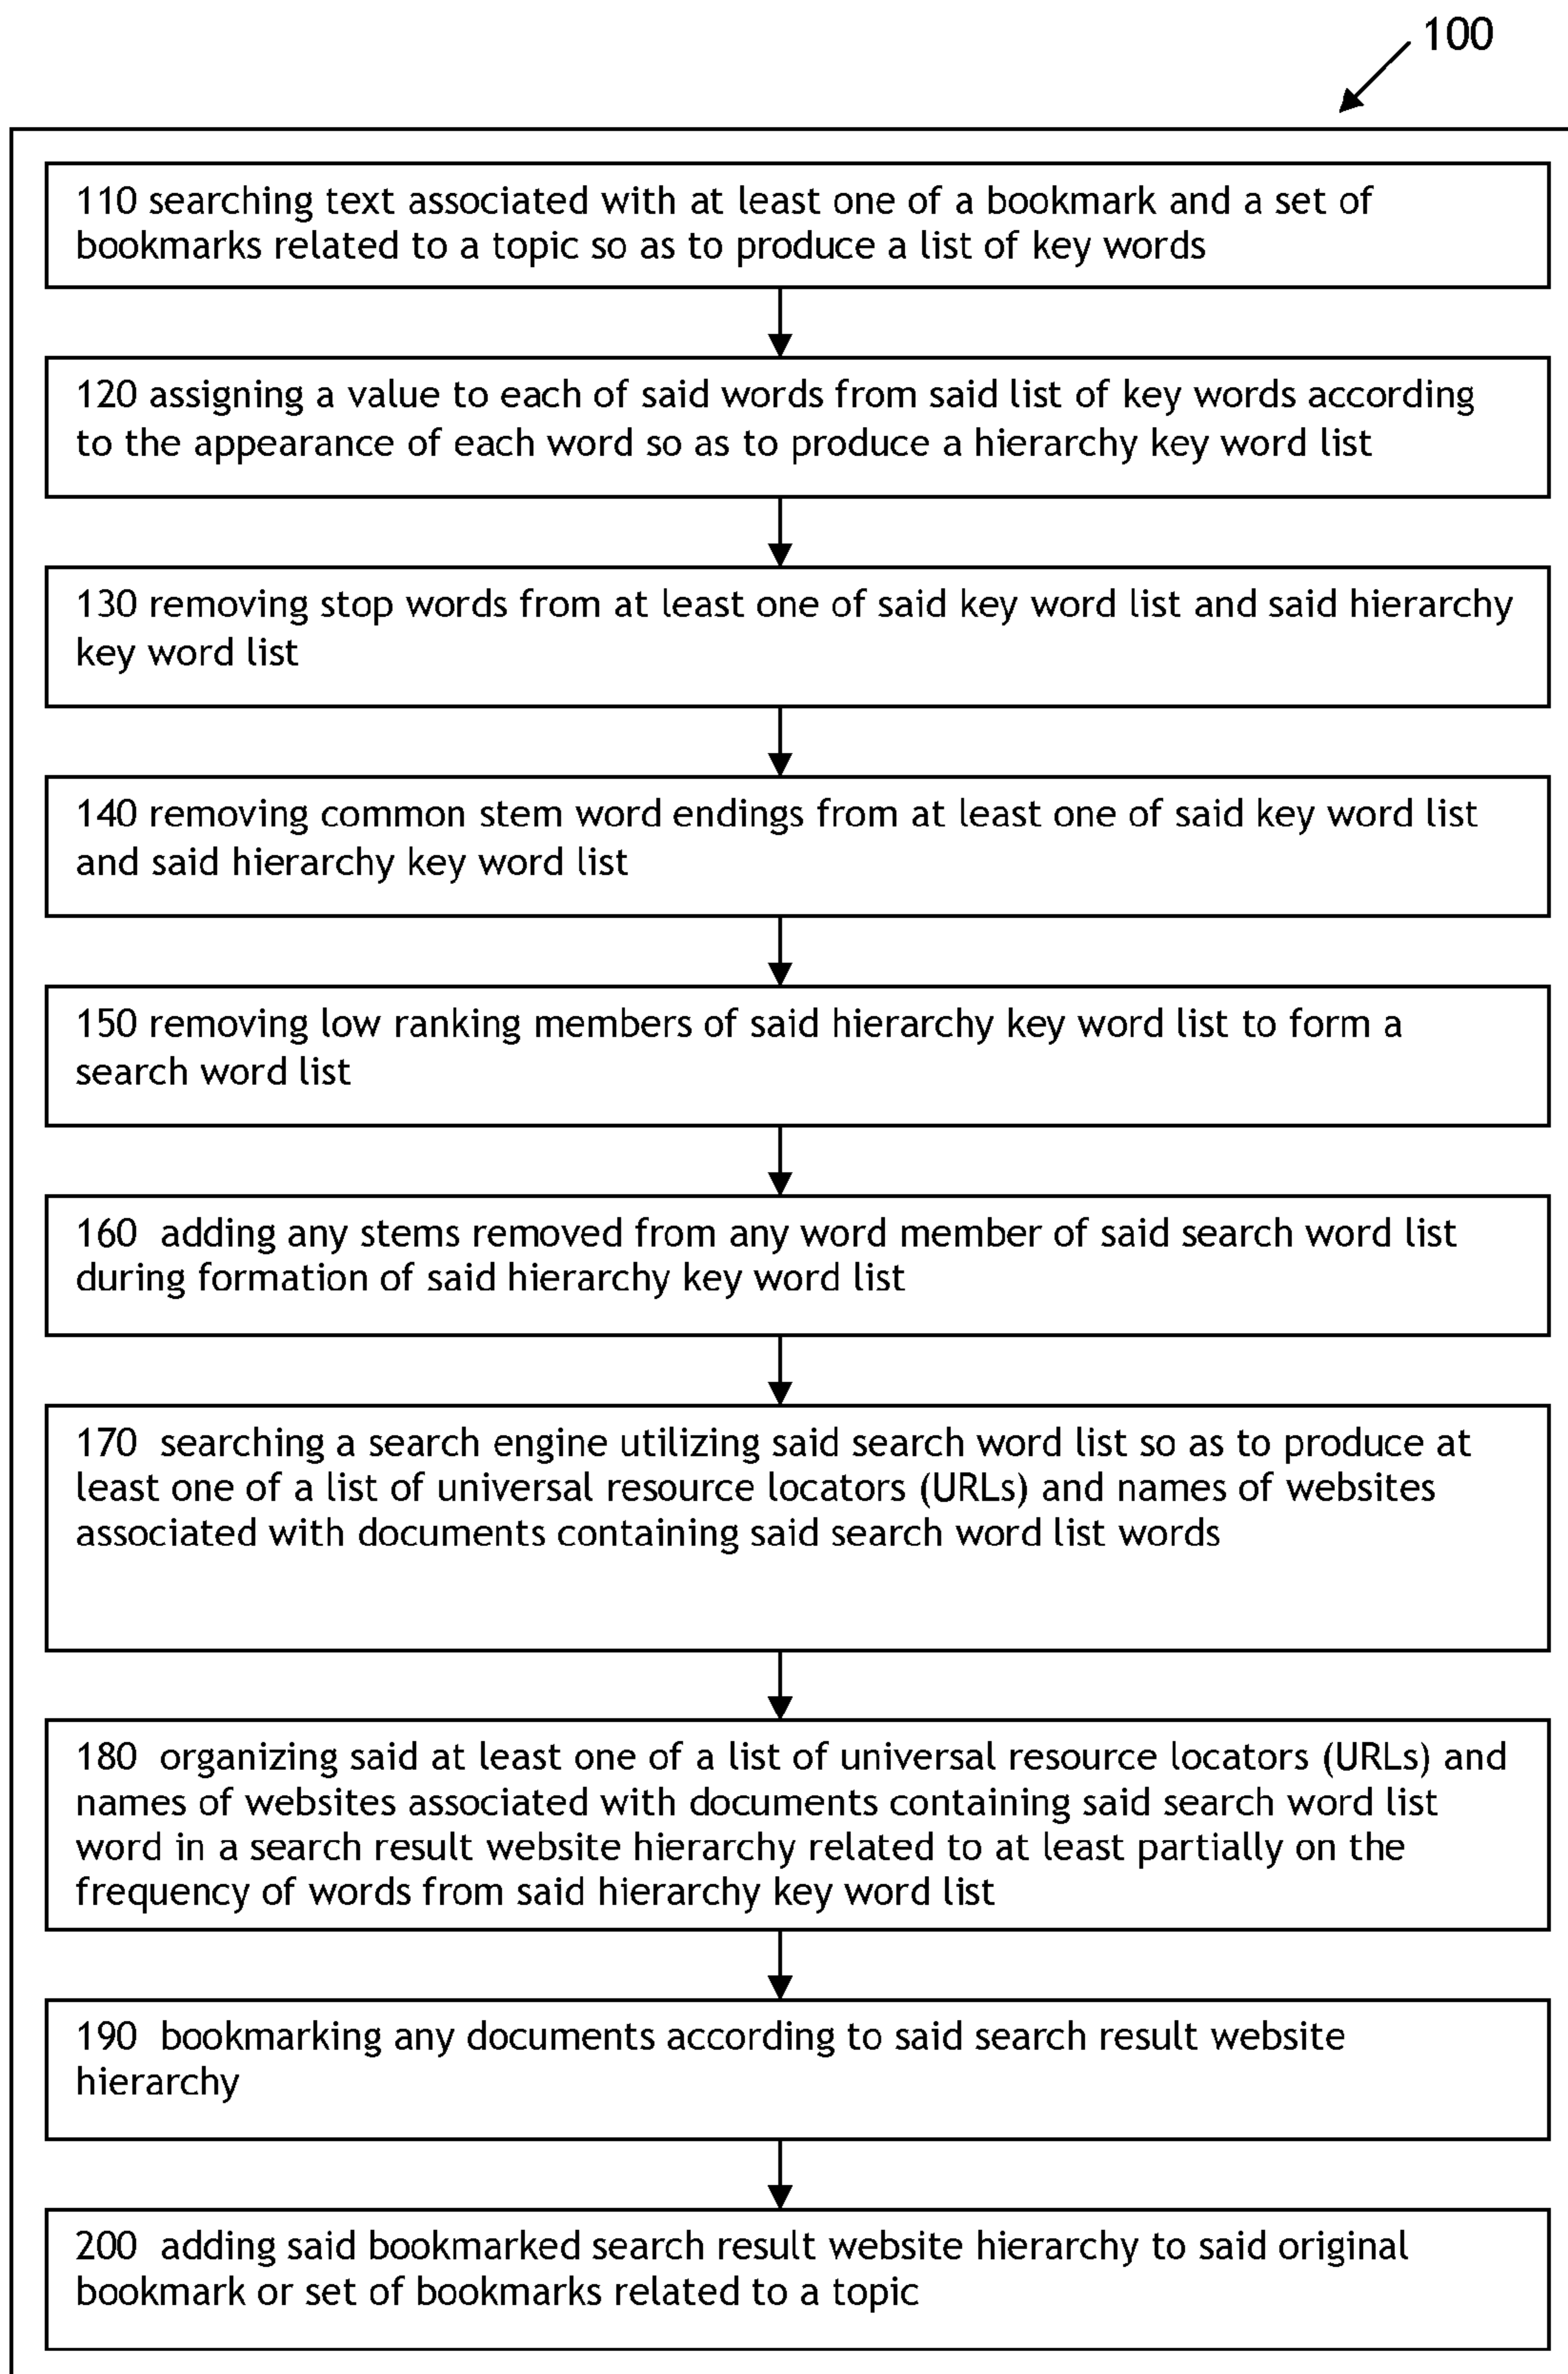 100
110 searching text associated with at least one of a bookmark and a set of
bookmarks related to a topic so as to produce a list of key words
120 assigning a value to each of said words from said list of key words according
to the appearance of each word so as to produce a hierarchy key word list
130 removing stop words from at least one of said key word list and said hierarchy
key word list
140 removing common stem word endings from at least one of said key word list
and said hierarchy key word list
150 removing low ranking members of said hierarchy key word list to form a
search word list
160 adding any stems removed from any word member of said search word list
during formation of said hierarchy key word list
170 searching a search engine utilizing said search word list so as to produce at
least one of a list of universal resource locators (URLs) and names of websites
associated with documents containing said search word list words
180 organizing said at least one of a list of universal resource locators (URLs) and
names of websites associated with documents containing said search word list
word in a search result website hierarchy related to at least partially on the
frequency of words from said hierarchy key word list
190 bookmarking any documents according to said search result website
hierarchy
200 adding said bookmarked search result website hierarchy to said original
bookmark or set of bookmarks related to a topic